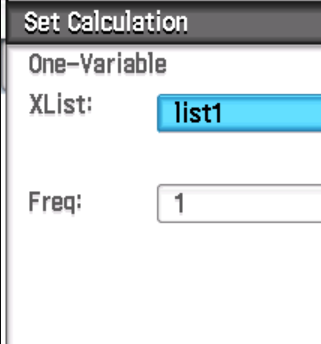 Set Calculation
One-Variable
XList: list1
Freq: 1